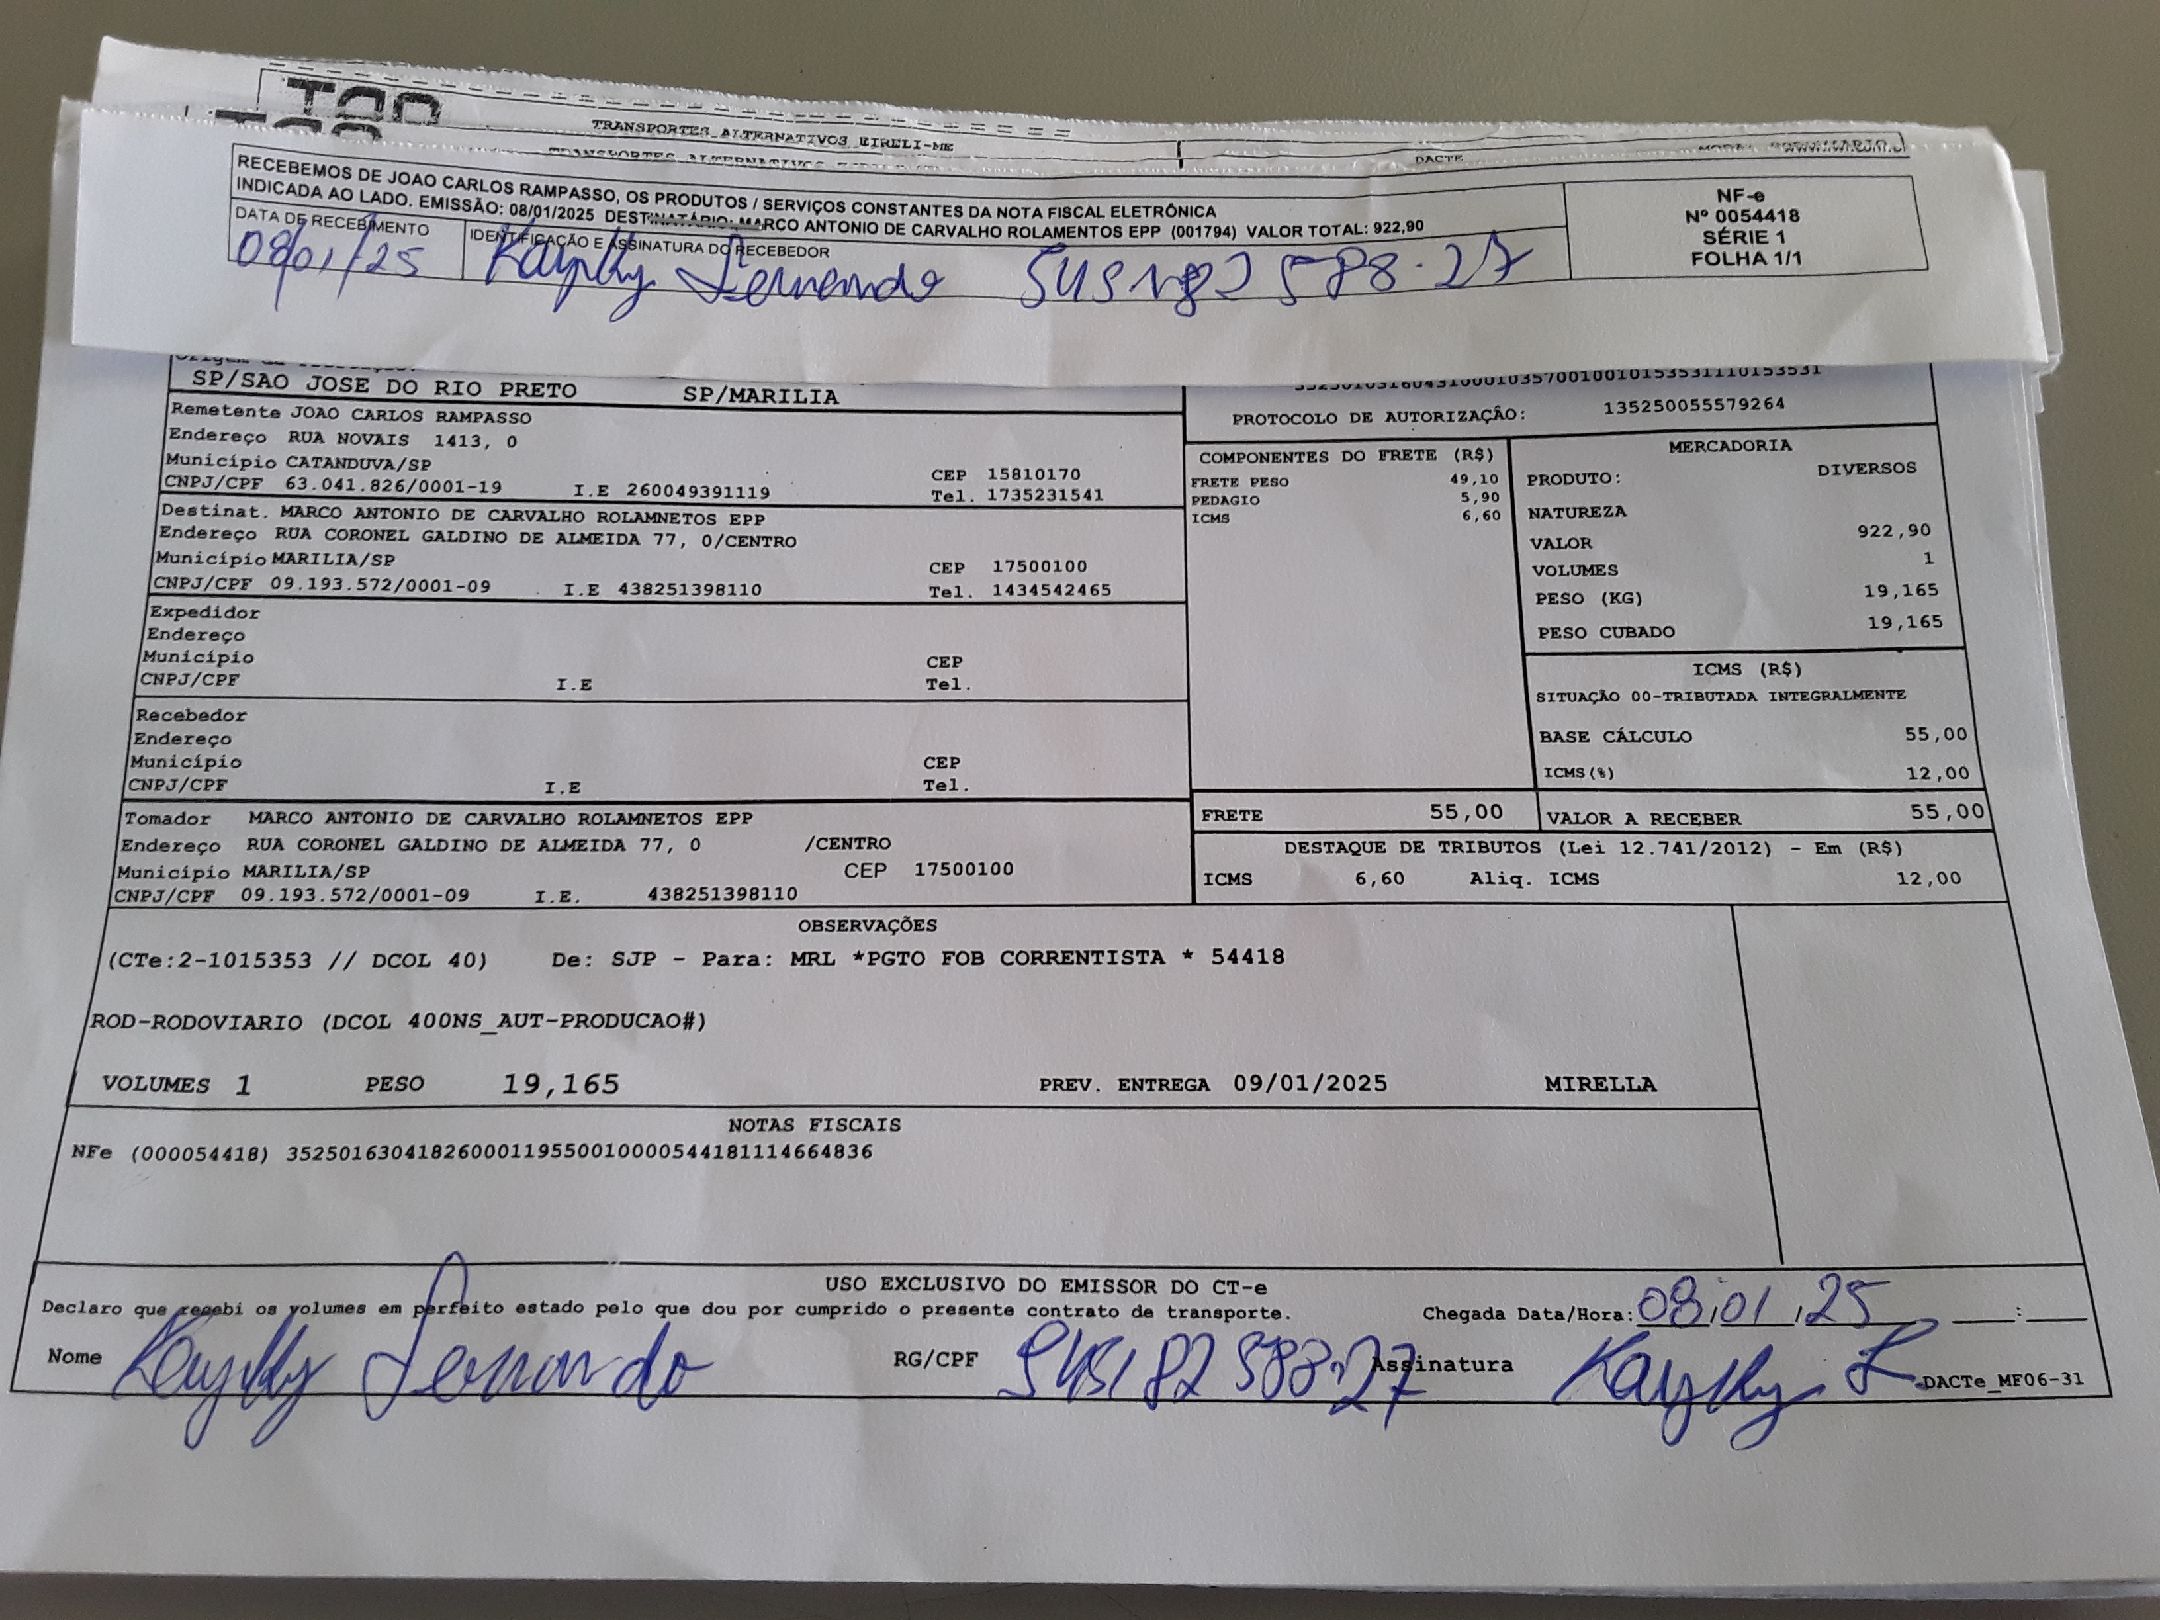 TRANSPORTES ALTERNATIVOS EIRELI-ME
DACTE
RECEBEMOS DE JOAO CARLOS RAMPASSO, OS PRODUTOS / SERVIÇOS CONSTANTES DA NOTA FISCAL ELETRÔNICA
INDICADA AO LADO. EMISSÃO: 08/01/2025 DESTINATÁRIO: MARCO ANTONIO DE CARVALHO ROLAMENTOS EPP (001794) VALOR TOTAL: 922,90
NF-e
Nº 0054418
SÉRIE 1
FOLHA 1/1
DATA DE RECEBIMENTO
IDENTIFICAÇÃO E ASSINATURA DO RECEBEDOR
08/01/25 Kaylky Fernando
SP/SAO JOSE DO RIO PRETO SP/MARILIA
Remetente JOAO CARLOS RAMPASSO
Endereço RUA NOVAIS 1413, 0
Município CATANDUVA/SP CEP 15810170
CNPJ/CPF 63.041.826/0001-19 I.E 260049391119 Tel. 1735231541
Destinat. MARCO ANTONIO DE CARVALHO ROLAMNETOS EPP
Endereço RUA CORONEL GALDINO DE ALMEIDA 77, 0/CENTRO
Município MARILIA/SP CEP 17500100
CNPJ/CPF 09.193.572/0001-09 I.E 438251398110 Tel. 1434542465
Expedidor
Endereço
Município CEP
CNPJ/CPF I.E Tel.
Recebedor
Endereço
Município CEP
CNPJ/CPF I.E Tel.
Tomador MARCO ANTONIO DE CARVALHO ROLAMNETOS EPP
Endereço RUA CORONEL GALDINO DE ALMEIDA 77, 0 /CENTRO
Município MARILIA/SP CEP 17500100
CNPJ/CPF 09.193.572/0001-09 I.E. 438251398110
PROTOCOLO DE AUTORIZAÇÂO: 135250055579264
COMPONENTES DO FRETE (R$)
FRETE PESO 49,10
PEDAGIO 5,90
ICMS 6,60
MERCADORIA
PRODUTO: DIVERSOS
NATUREZA
VALOR 922,90
VOLUMES 1
PESO (KG) 19,165
PESO CUBADO 19,165
ICMS (R$)
SITUAÇÃO 00-TRIBUTADA INTEGRALMENTE
BASE CÁLCULO 55,00
ICMS(%) 12,00
FRETE 55,00 VALOR A RECEBER 55,00
DESTAQUE DE TRIBUTOS (Lei 12.741/2012) - Em (R$)
ICMS 6,60 Aliq. ICMS 12,00
OBSERVAÇÕES
(CTe:2-1015353 // DCOL 40) De: SJP - Para: MRL *PGTO FOB CORRENTISTA * 54418
ROD-RODOVIARIO (DCOL 400NS_AUT-PRODUCAO#)
VOLUMES 1 PESO 19,165 PREV. ENTREGA 09/01/2025 MIRELLA
NOTAS FISCAIS
NFe (000054418) 35250163041826000119550010000544181114664836
USO EXCLUSIVO DO EMISSOR DO CT-e
Declaro que recebi os volumes em perfeito estado pelo que dou por cumprido o presente contrato de transporte. Chegada Data/Hora: 08/01/25 :
Nome Kaylky Fernando RG/CPF 545182588-27 Assinatura Kaylky F.
DACTe_MF06-31